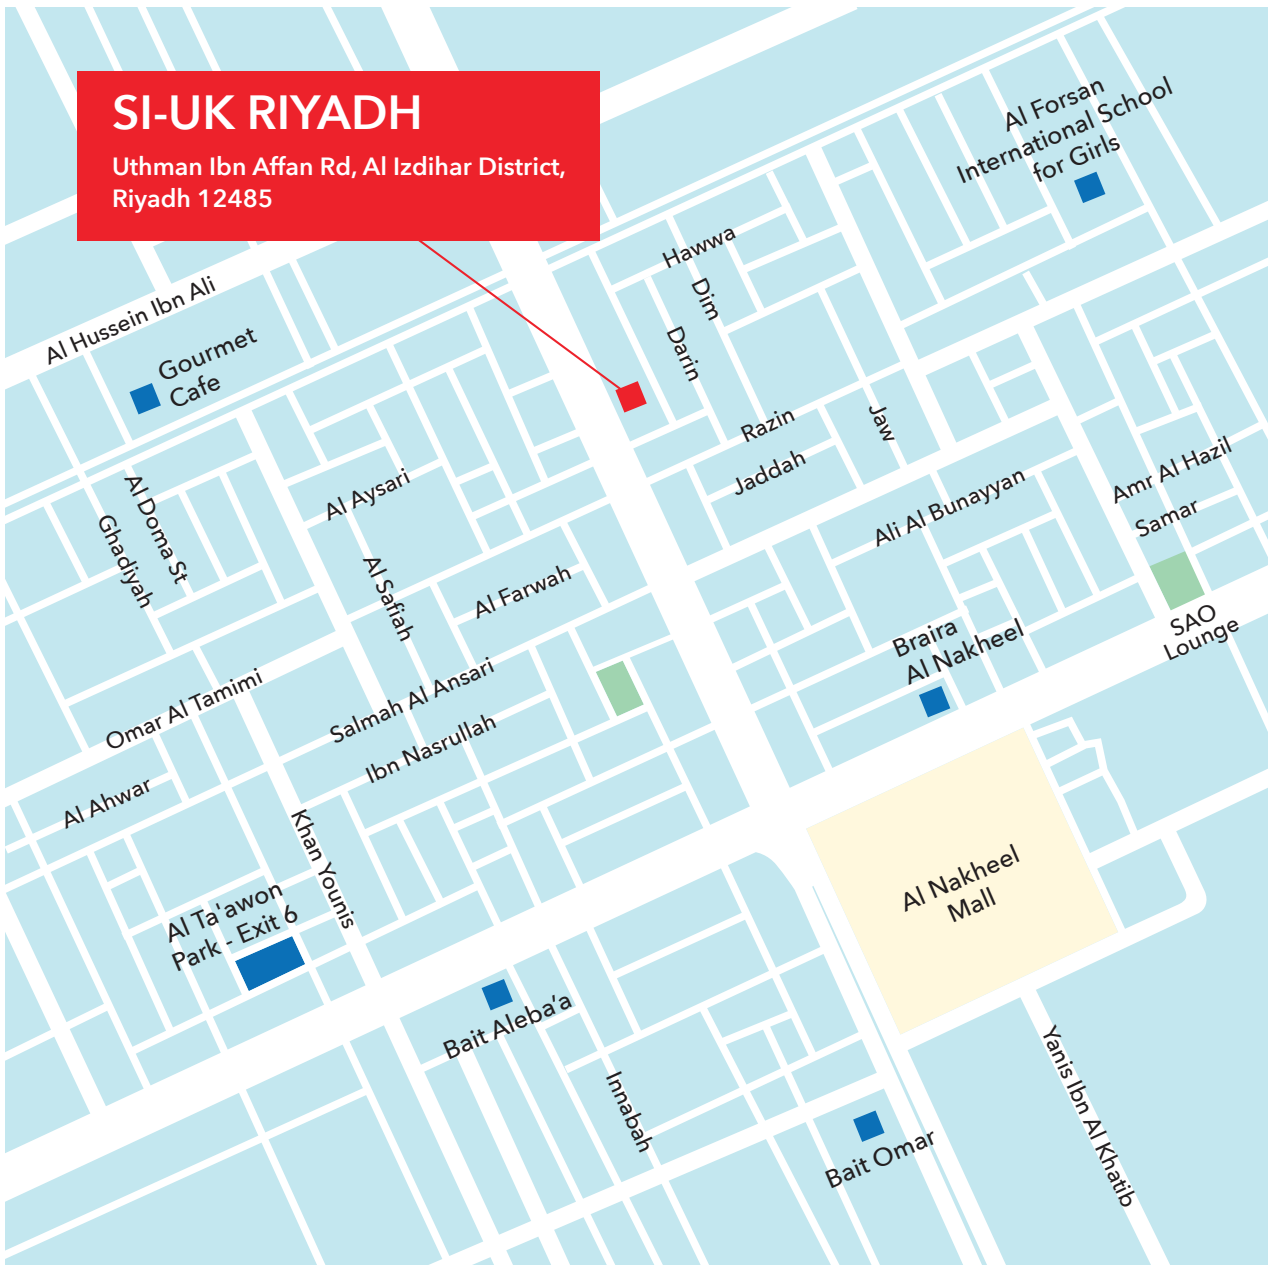 SI-UK RIYADH
Uthman Ibn Affan Rd, Al Izdihar District,
Riyadh 12485
Al Forsan
International School
for Girls
Hawwa
Dim
Al Hussein Ibn Ali
Gourmet
Cafe
Darin
Razin
Jaw
Jaddah
Al Aysari
Al Doma St
Ghadiyah
Amr Al Hazil
Samar
Ali Al Bunayyan
Al Safiah
Al Farwah
SAO
Lounge
Braira
Al Nakheel
Omar Al Tamimi
Salmah Al Ansari
Ibn Nasrullah
Al Ahwar
Khan Younis
Al Nakheel
Mall
Al Ta'awon
Park - Exit 6
Bait Aleba’a
Innabah
Yanis Ibn Al Khatib
Bait Omar